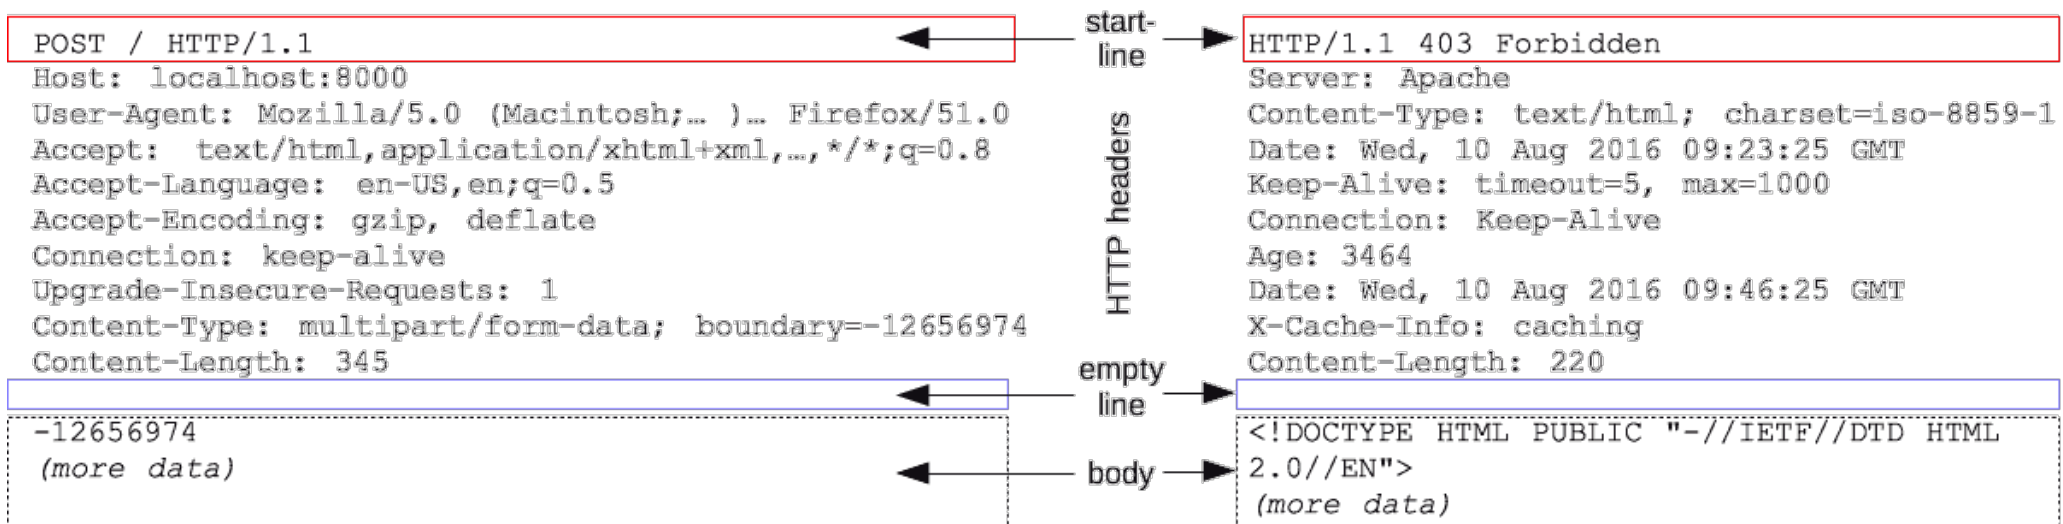 POST / HTTP/1.1
Host: localhost:8000
User-Agent: Mozilla/5.0 (Macintosh;… )… Firefox/51.0
Accept: text/html,application/xhtml+xml,…,*/*;q=0.8
Accept-Language: en-US,en;q=0.5
Accept-Encoding: gzip, deflate
Connection: keep-alive
Upgrade-Insecure-Requests: 1
Content-Type: multipart/form-data; boundary=-12656974
Content-Length: 345
-12656974
(more data)
start-
line
HTTP headers
empty
line
body
HTTP/1.1 403 Forbidden
Server: Apache
Content-Type: text/html; charset=iso-8859-1
Date: Wed, 10 Aug 2016 09:23:25 GMT
Keep-Alive: timeout=5, max=1000
Connection: Keep-Alive
Age: 3464
Date: Wed, 10 Aug 2016 09:46:25 GMT
X-Cache-Info: caching
Content-Length: 220
<!DOCTYPE HTML PUBLIC "-//IETF//DTD HTML
2.0//EN">
(more data)